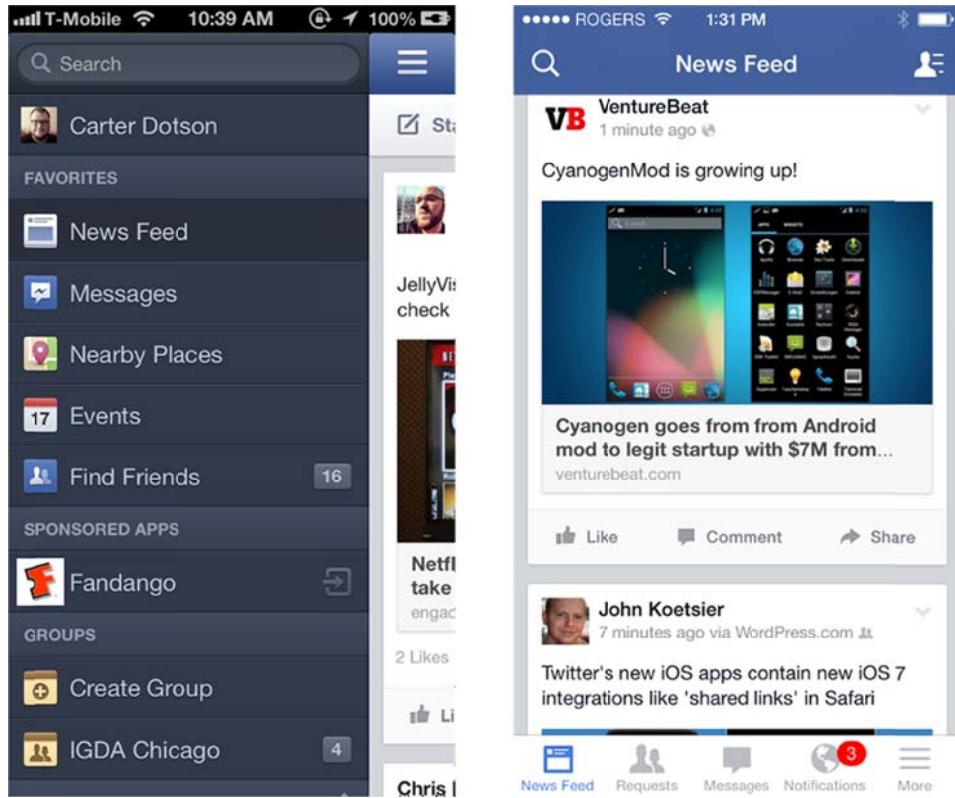 T-Mobile 10:39 AM 100%
Search
Carter Dotson
FAVORITES
News Feed
Messages
Nearby Places
17 Events
Find Friends 16
SPONSORED APPS
Fandango
GROUPS
Create Group
IGDA Chicago 4
Sta
JellyVis
check
Netfl
take
engad
2 Likes
Li
Chris
ROGERS 1:31 PM
News Feed
VB VentureBeat
1 minute ago
CyanogenMod is growing up!
APPS WIDGETS
Cyanogen goes from from Android
mod to legit startup with $7M from...
venturebeat.com
Like Comment Share
John Koetsier
7 minutes ago via WordPress.com
Twitter's new iOS apps contain new iOS 7
integrations like 'shared links' in Safari
3
News Feed Requests Messages Notifications More